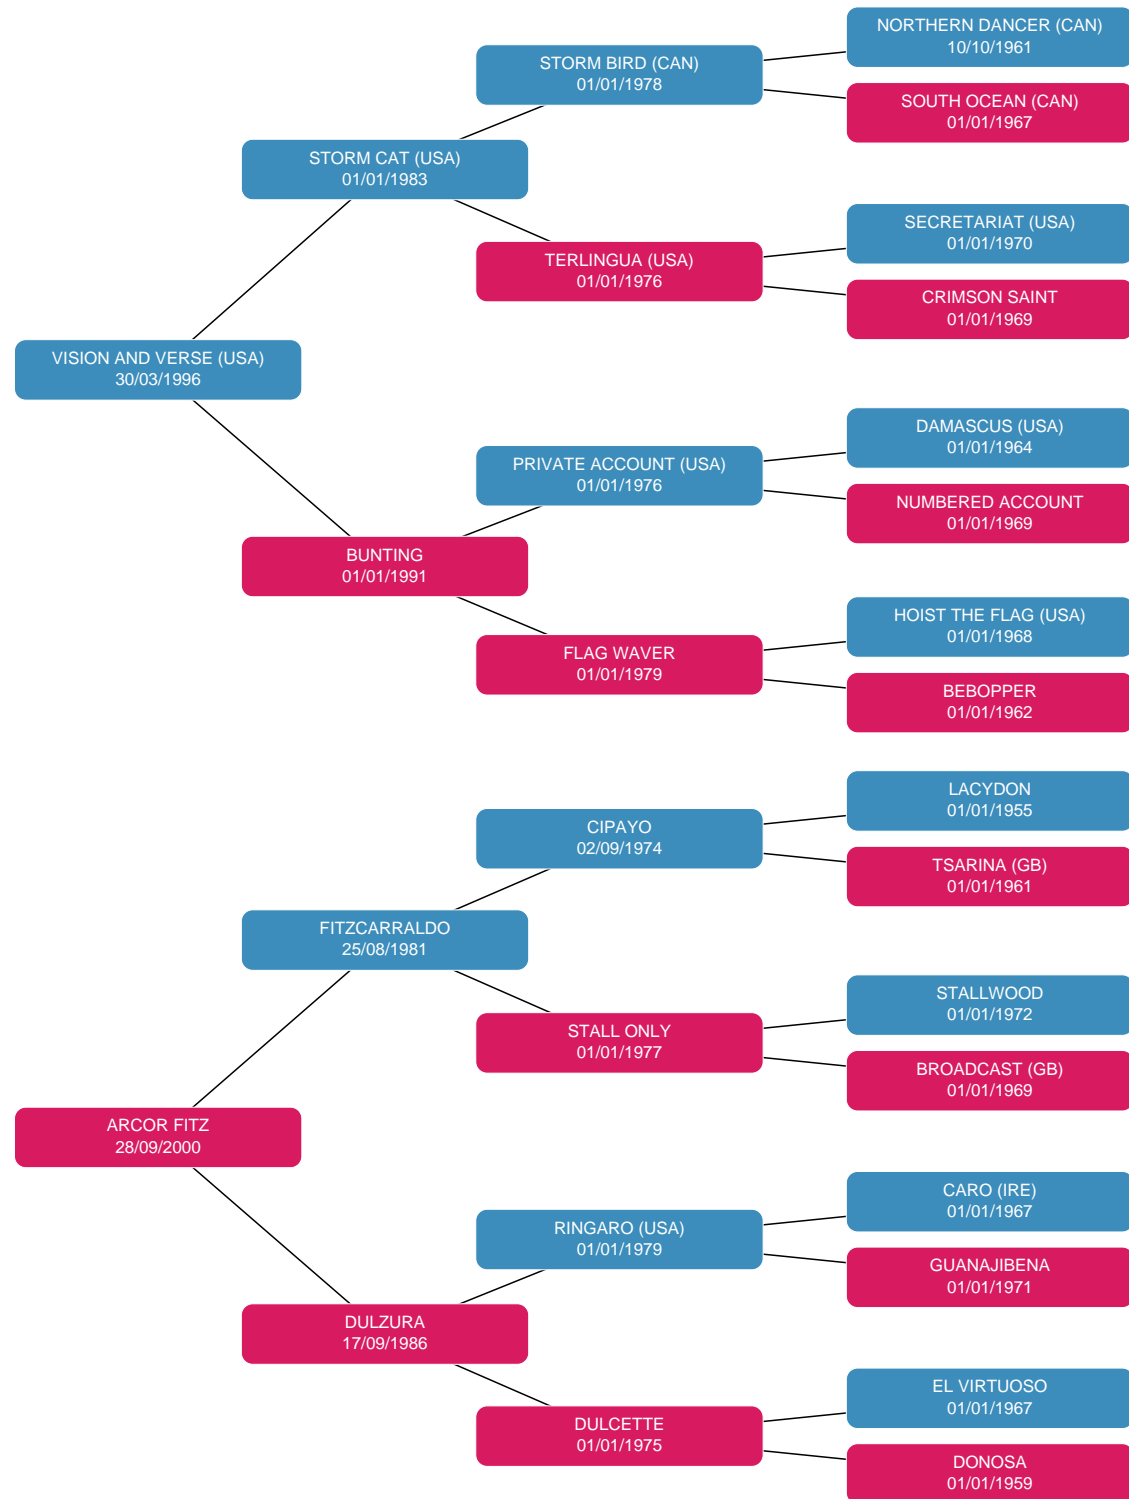 NORTHERN DANCER (CAN)
10/10/1961
STORM BIRD (CAN)
01/01/1978
SOUTH OCEAN (CAN)
01/01/1967
STORM CAT (USA)
01/01/1983
SECRETARIAT (USA)
01/01/1970
TERLINGUA (USA)
01/01/1976
CRIMSON SAINT
01/01/1969
VISION AND VERSE (USA)
30/03/1996
DAMASCUS (USA)
01/01/1964
PRIVATE ACCOUNT (USA)
01/01/1976
NUMBERED ACCOUNT
01/01/1969
BUNTING
01/01/1991
HOIST THE FLAG (USA)
01/01/1968
FLAG WAVER
01/01/1979
BEBOPPER
01/01/1962
LACYDON
01/01/1955
CIPAYO
02/09/1974
TSARINA (GB)
01/01/1961
FITZCARRALDO
25/08/1981
STALLWOOD
01/01/1972
STALL ONLY
01/01/1977
BROADCAST (GB)
01/01/1969
ARCOR FITZ
28/09/2000
CARO (IRE)
01/01/1967
RINGARO (USA)
01/01/1979
GUANAJIBENA
01/01/1971
DULZURA
17/09/1986
EL VIRTUOSO
01/01/1967
DULCETTE
01/01/1975
DONOSA
01/01/1959